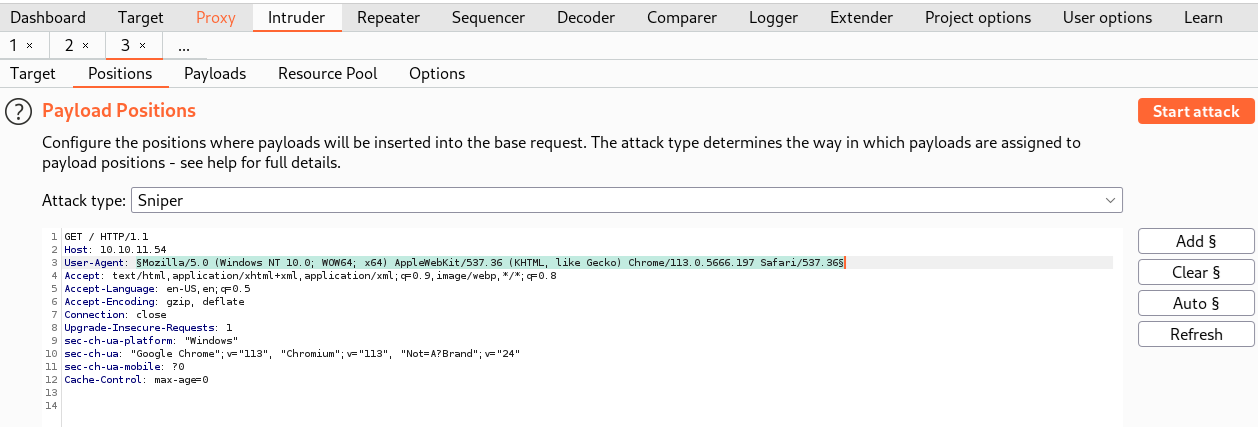 Dashboard Target Proxy Intruder Repeater Sequencer Decoder Comparer Logger Extender Project options User options Learn
1 × 2 × 3 × ...
Target Positions Payloads Resource Pool Options
? Payload Positions Start attack
Configure the positions where payloads will be inserted into the base request. The attack type determines the way in which payloads are assigned to
payload positions - see help for full details.
Attack type: Sniper
1 GET / HTTP/1.1
2 Host: 10.10.11.54
3 User-Agent: §Mozilla/5.0 (Windows NT 10.0; WOW64; x64) AppleWebKit/537.36 (KHTML, like Gecko) Chrome/113.0.5666.197 Safari/537.36§
4 Accept: text/html,application/xhtml+xml,application/xml;q=0.9,image/webp,*/*;q=0.8
5 Accept-Language: en-US,en;q=0.5
6 Accept-Encoding: gzip, deflate
7 Connection: close
8 Upgrade-Insecure-Requests: 1
9 sec-ch-ua-platform: "Windows"
10 sec-ch-ua: "Google Chrome";v="113", "Chromium";v="113", "Not=A?Brand";v="24"
11 sec-ch-ua-mobile: ?0
12 Cache-Control: max-age=0
13
14
Add §
Clear §
Auto §
Refresh